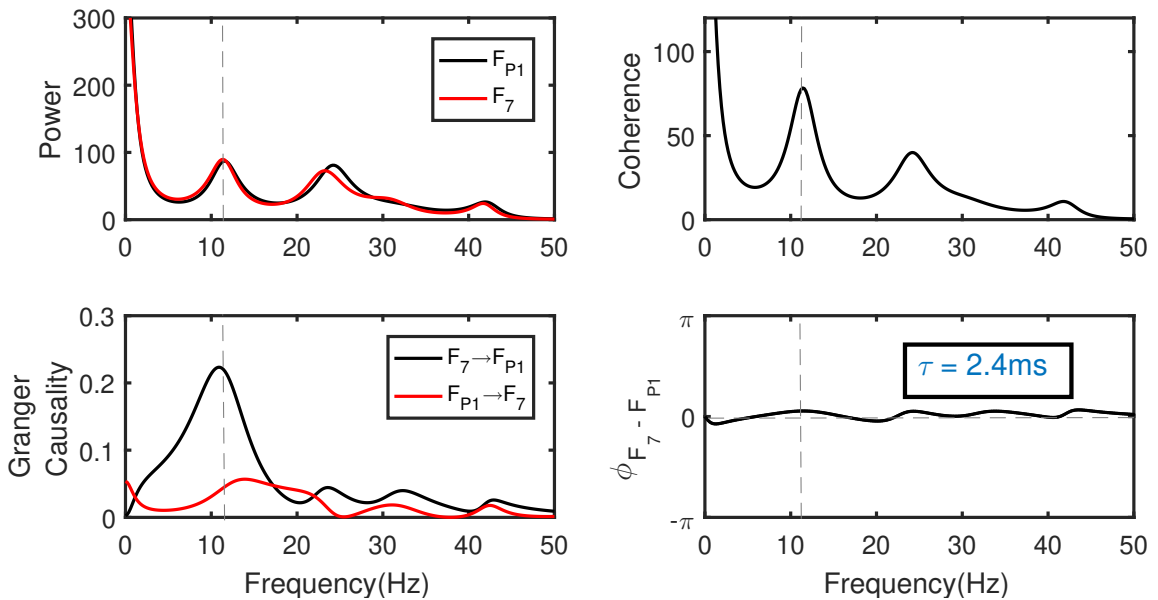 300
200
100
0
Power
F_P1
F_7
0 10 20 30 40 50
100
50
0
Coherence
0 10 20 30 40 50
0.3
0.2
0.1
0
Granger
Causality
F_7→F_P1
F_P1→F_7
0 10 20 30 40 50
Frequency(Hz)
π
0
-π
ϕ_F_7 - F_P1
τ = 2.4ms
0 10 20 30 40 50
Frequency(Hz)